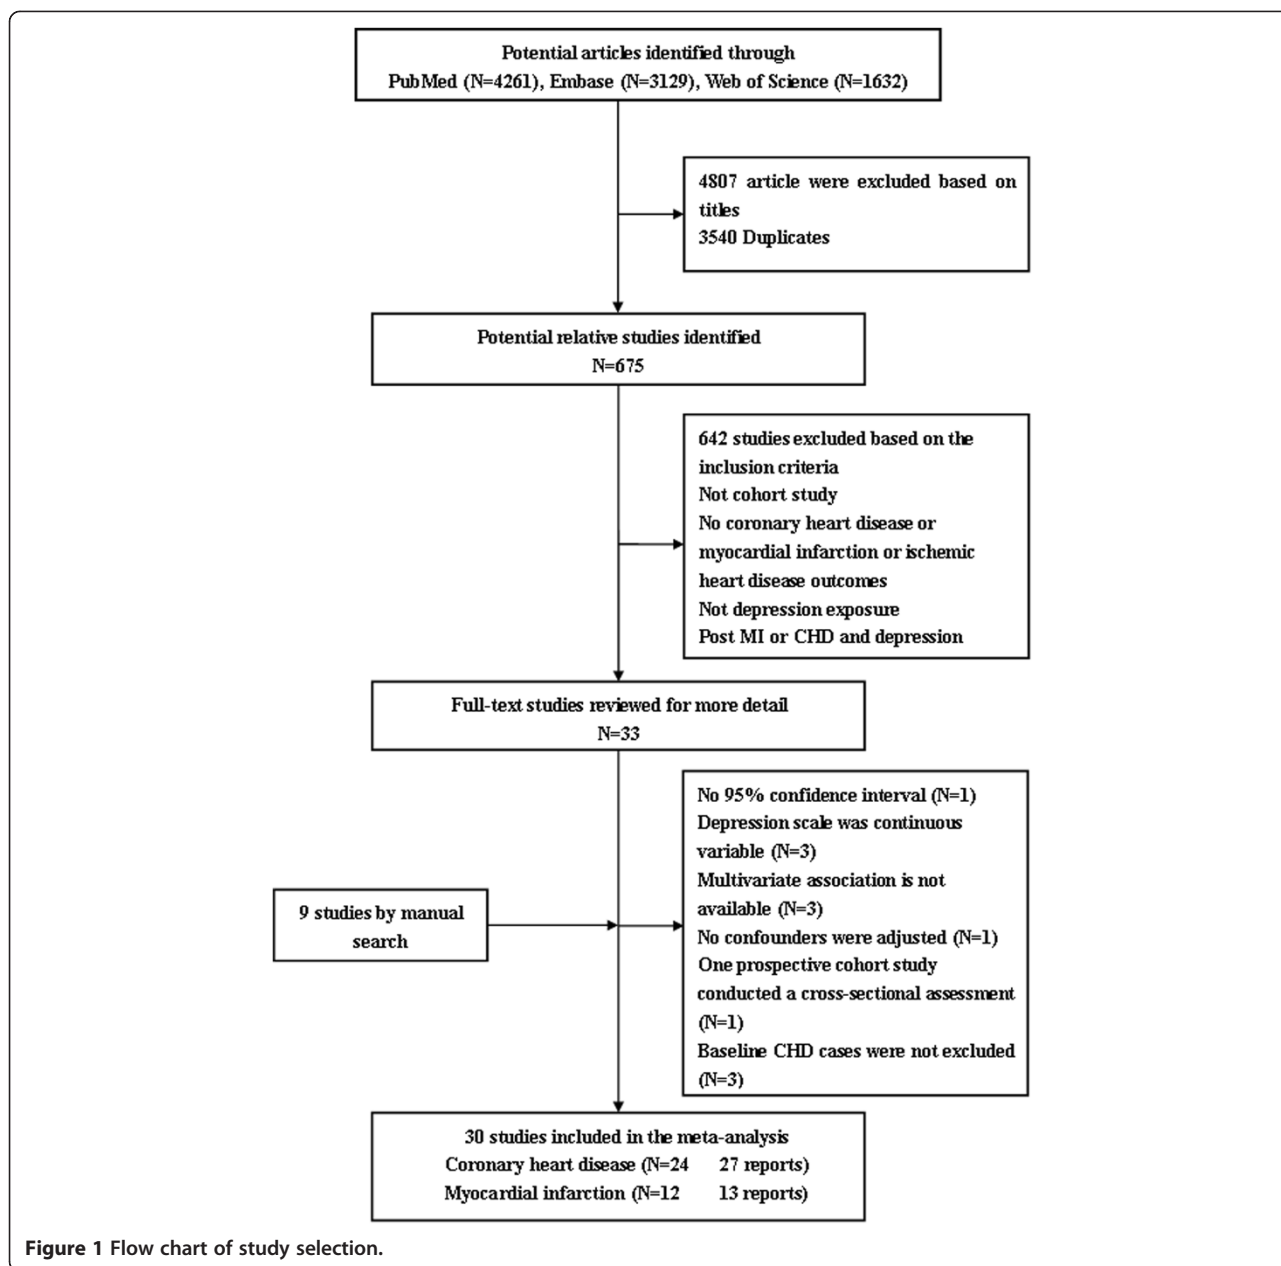 Potential articles identified through
PubMed (N=4261), Embase (N=3129), Web of Science (N=1632)
4807 article were excluded based on
titles
3540 Duplicates
Potential relative studies identified
N=675
642 studies excluded based on the
inclusion criteria
Not cohort study
No coronary heart disease or
myocardial infarction or ischemic
heart disease outcomes
Not depression exposure
Post MI or CHD and depression
Full-text studies reviewed for more detail
N=33
No 95% confidence interval (N=1)
Depression scale was continuous
variable (N=3)
Multivariate association is not
available (N=3)
No confounders were adjusted (N=1)
One prospective cohort study
conducted a cross-sectional assessment
(N=1)
Baseline CHD cases were not excluded
(N=3)
9 studies by manual
search
30 studies included in the meta-analysis
Coronary heart disease (N=24 27 reports)
Myocardial infarction (N=12 13 reports)
Figure 1 Flow chart of study selection.